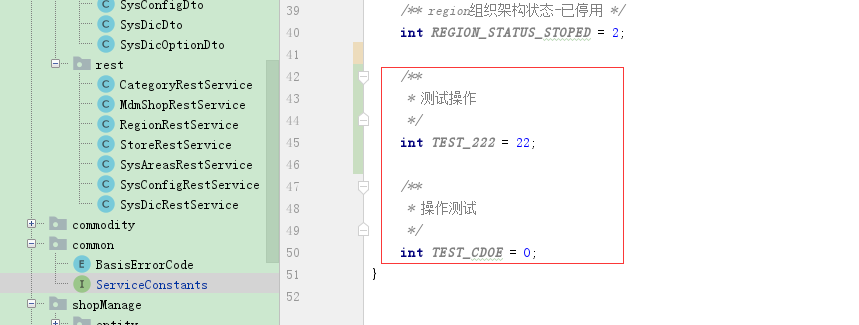 SysConfigDto
SysDicDto
SysDicOptionDto
rest
CategoryRestService
MdmShopRestService
RegionRestService
StoreRestService
SysAreasRestService
SysConfigRestService
SysDicRestService
commodity
common
BasisErrorCode
ServiceConstants
shopManage
entity
39 /** region组织架构状态-已停用 */
40 int REGION_STATUS_STOPED = 2;
41
42 /**
43 * 测试操作
44 */
45 int TEST_222 = 22;
46
47 /**
48 * 操作测试
49 */
50 int TEST_CDOE = 0;
51 }
52